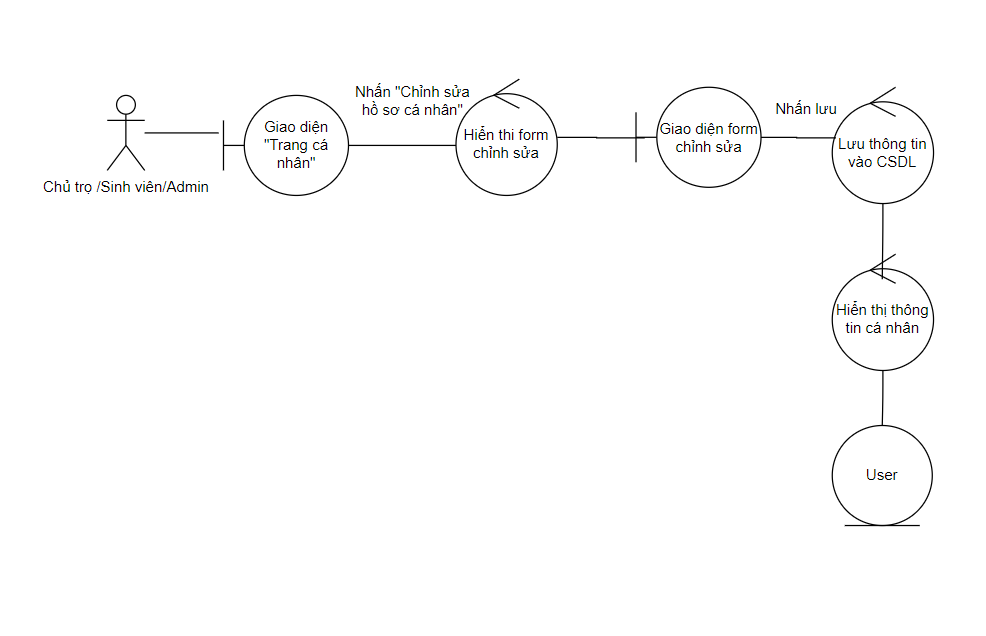 Chủ trọ /Sinh viên/Admin
Giao diện
"Trang cá
nhân"
Nhấn "Chỉnh sửa
hồ sơ cá nhân"
Hiển thi form
chỉnh sửa
Giao diện form
chỉnh sửa
Nhấn lưu
Lưu thông tin
vào CSDL
Hiển thị thông
tin cá nhân
User